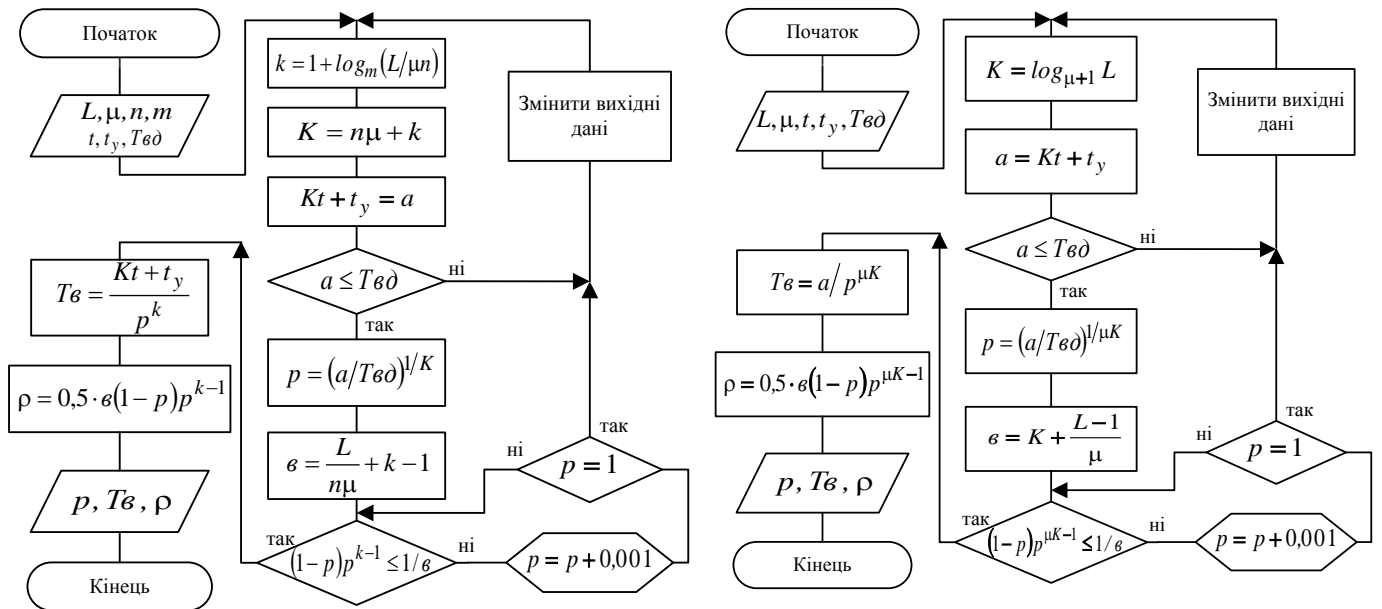 Початок
L, μ, n, m
t, t_y, Tвд
k = 1 + log_m(L/μn)
K = nμ + k
Kt + t_y = a
a ≤ Tвд
ні
так
Змінити вихідні
дані
p = (a/Tвд)^{1/K}
в = L/(nμ) + k − 1
(1 − p)p^{k−1} ≤ 1/в
так
ні
p = p + 0,001
p = 1
ні
так
Tв = (Kt + t_y)/p^k
ρ = 0,5 · в(1 − p)p^{k−1}
p, Tв, ρ
Кінець
Початок
L, μ, t, t_y, Tвд
K = log_{μ+1} L
a = Kt + t_y
a ≤ Tвд
ні
так
Змінити вихідні
дані
p = (a/Tвд)^{1/μK}
в = K + (L − 1)/μ
(1 − p)p^{μK−1} ≤ 1/в
так
ні
p = p + 0,001
p = 1
ні
так
Tв = a/p^{μK}
ρ = 0,5 · в(1 − p)p^{μK−1}
p, Tв, ρ
Кінець